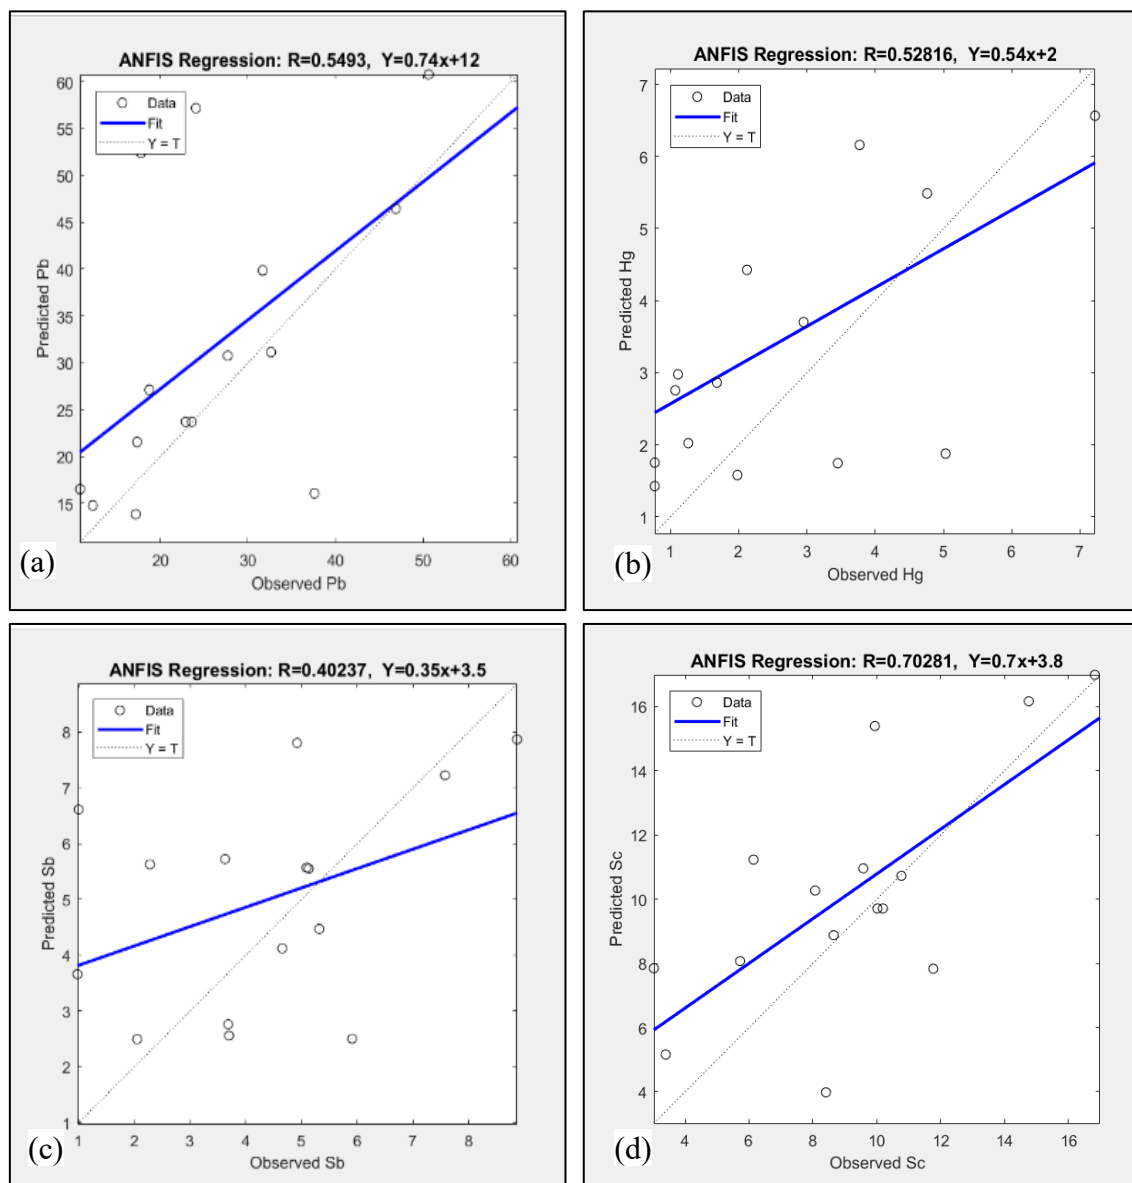 ANFIS Regression: R=0.5493, Y=0.74x+12
Data
Fit
Y = T
60
55
50
45
40
35
30
25
20
15
Predicted Pb
20
30
40
50
60
Observed Pb
(a)
ANFIS Regression: R=0.52816, Y=0.54x+2
Data
Fit
Y = T
7
6
5
4
3
2
1
Predicted Hg
1
2
3
4
5
6
7
Observed Hg
(b)
ANFIS Regression: R=0.40237, Y=0.35x+3.5
Data
Fit
Y = T
8
7
6
5
4
3
2
1
Predicted Sb
1
2
3
4
5
6
7
8
Observed Sb
(c)
ANFIS Regression: R=0.70281, Y=0.7x+3.8
Data
Fit
Y = T
16
14
12
10
8
6
4
Predicted Sc
4
6
8
10
12
14
16
Observed Sc
(d)